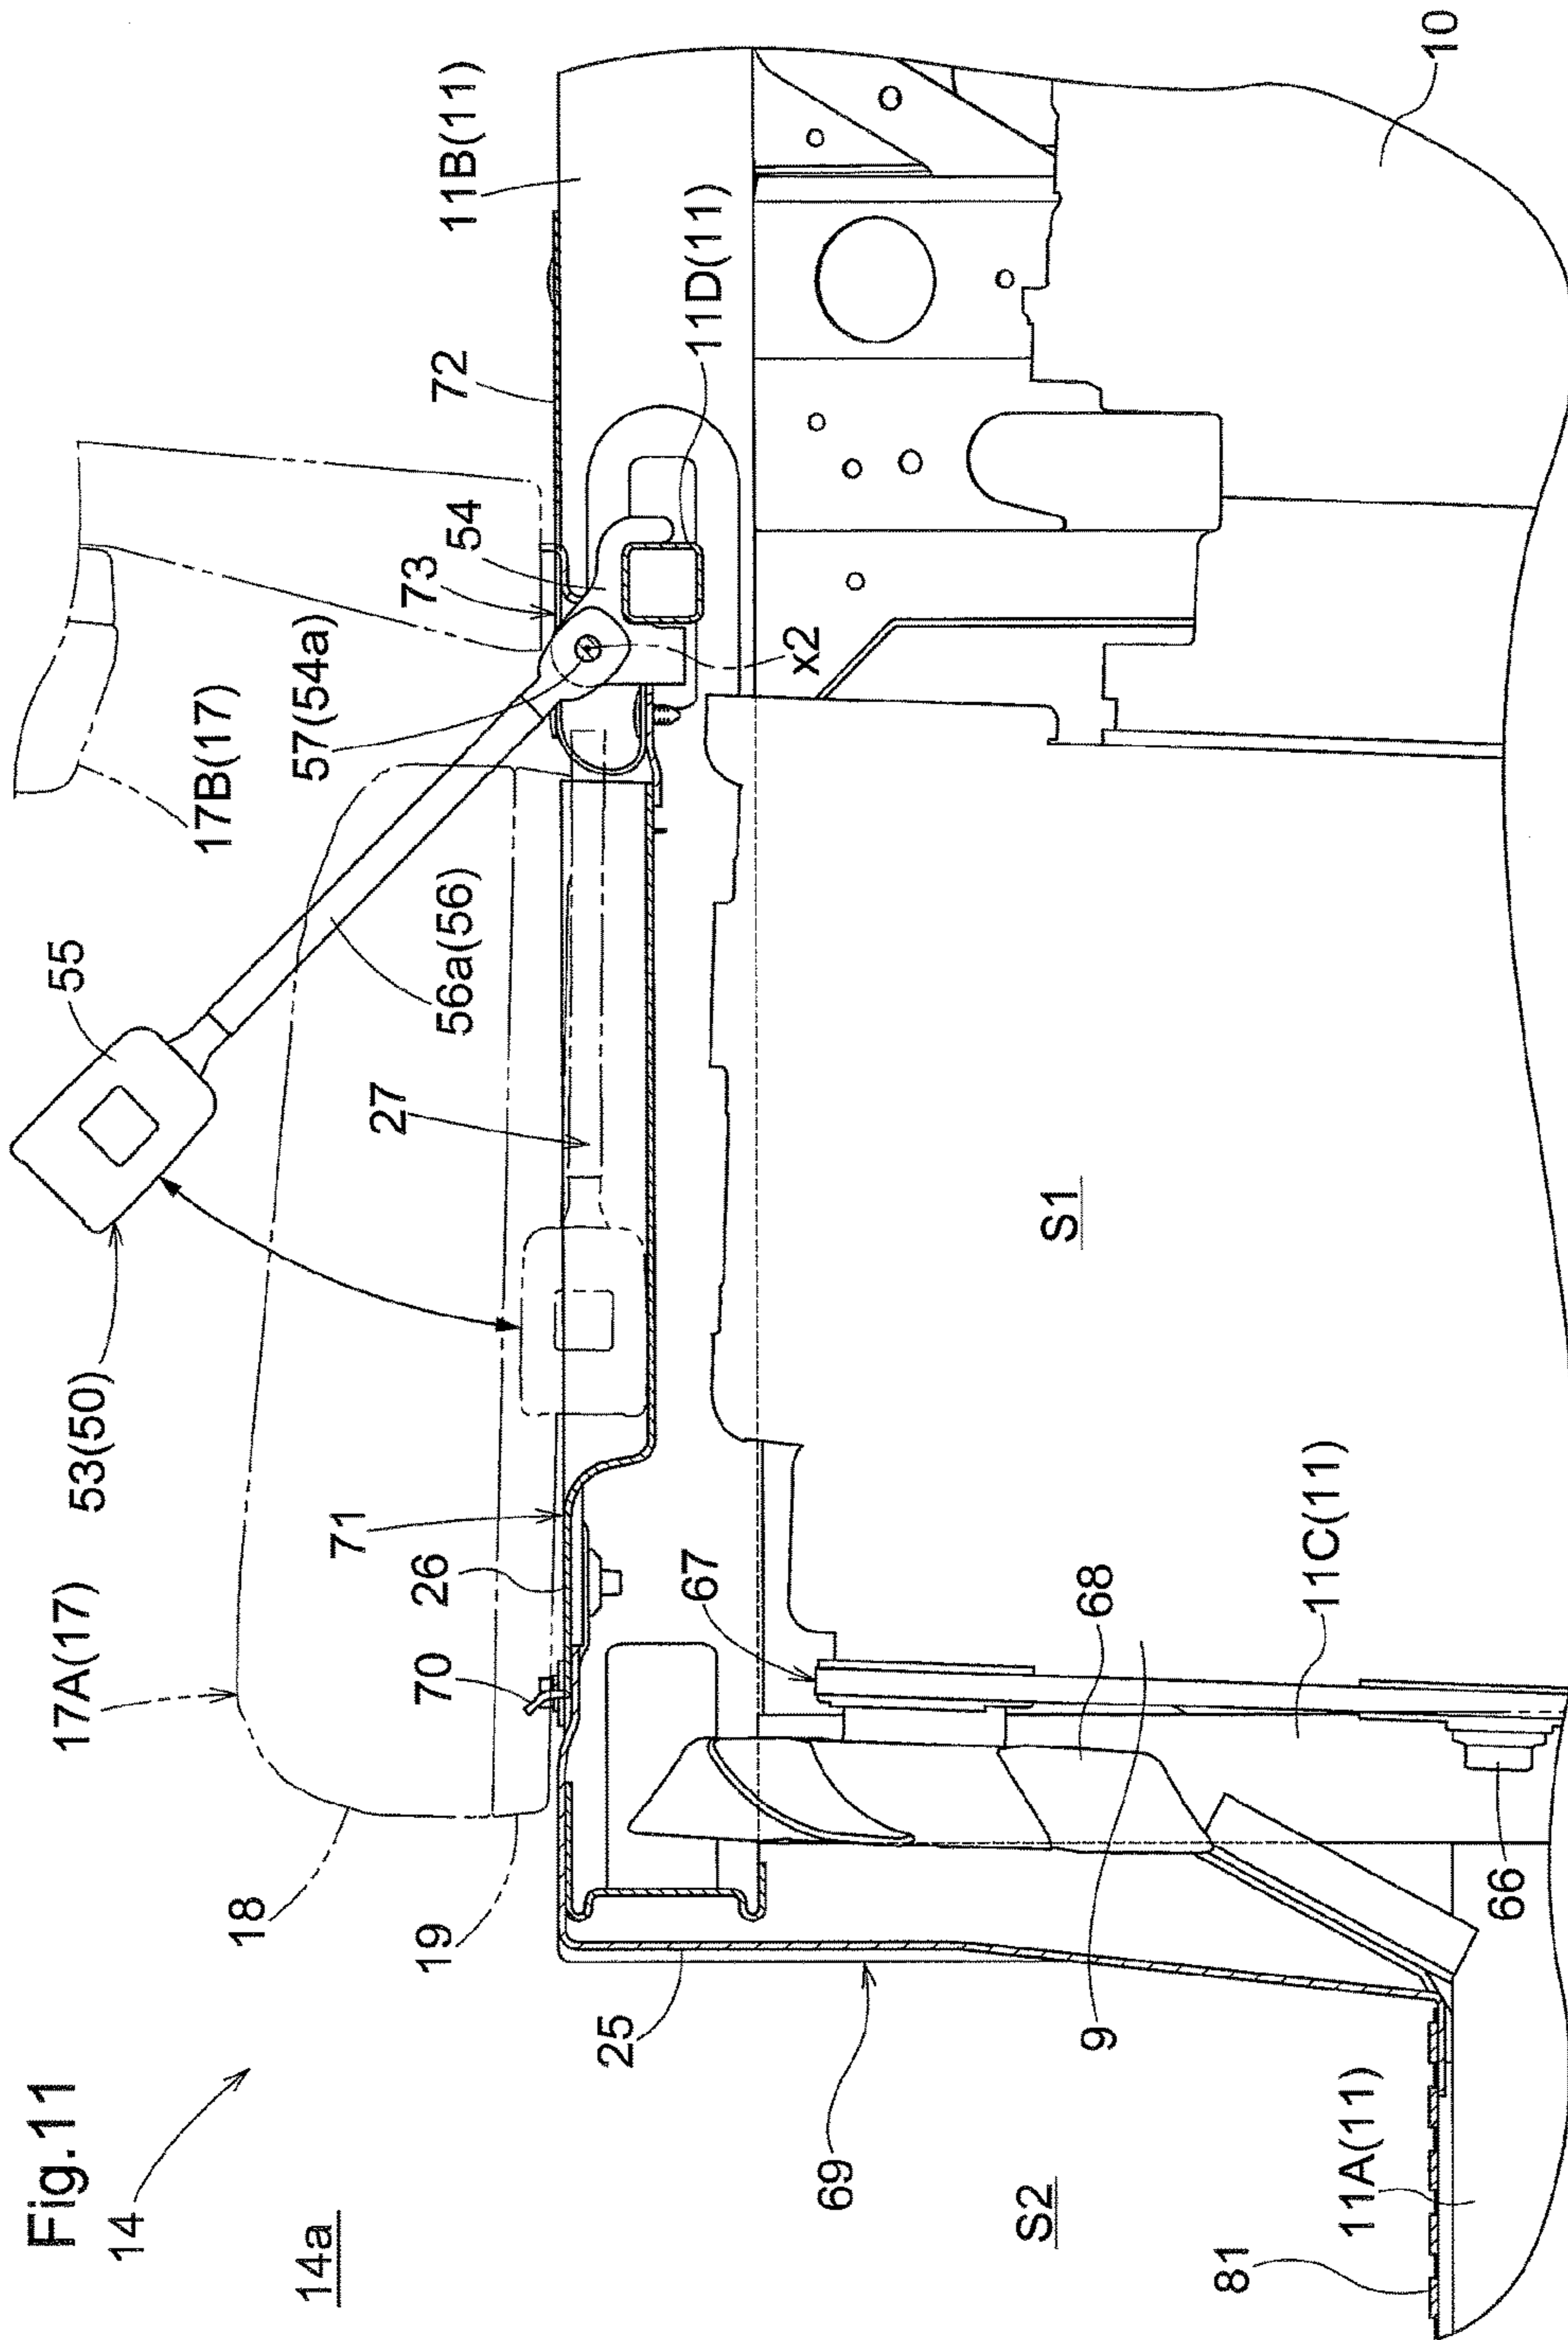 Fig.11
14
14a
17A(17)
53(50)
55
17B(17)
18
19
70
26
71
27
56a(56)
57(54a)
73
54
72
11B(11)
x2
11D(11)
25
69
67
68
9
S1
S2
11C(11)
66
10
81
11A(11)